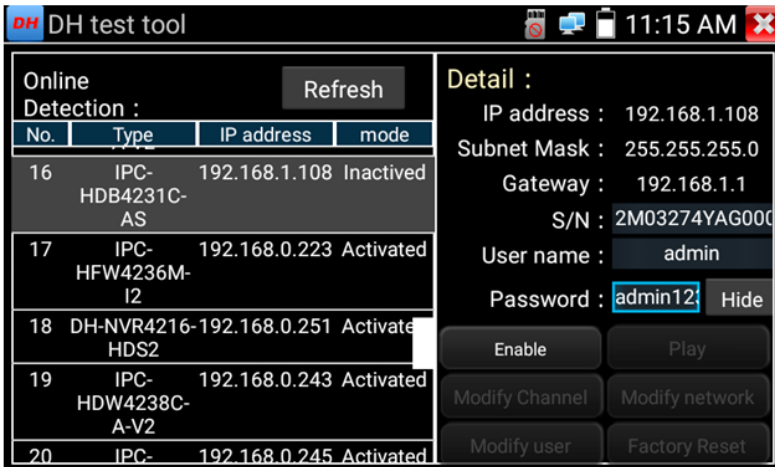 DH DH test tool 11:15 AM
Online
Detection :
Refresh
No. Type IP address mode
16 IPC-HDB4231C-AS 192.168.1.108 Inactived
17 IPC-HFW4236M-I2 192.168.0.223 Activated
18 DH-NVR4216-HDS2 192.168.0.251 Activate
19 IPC-HDW4238C-A-V2 192.168.0.243 Activated
20 IPC- 192.168.0.245 Activated
Detail :
IP address : 192.168.1.108
Subnet Mask : 255.255.255.0
Gateway : 192.168.1.1
S/N : 2M03274YAG000
User name : admin
Password : admin123 Hide
Enable Play
Modify Channel Modify network
Modify user Factory Reset